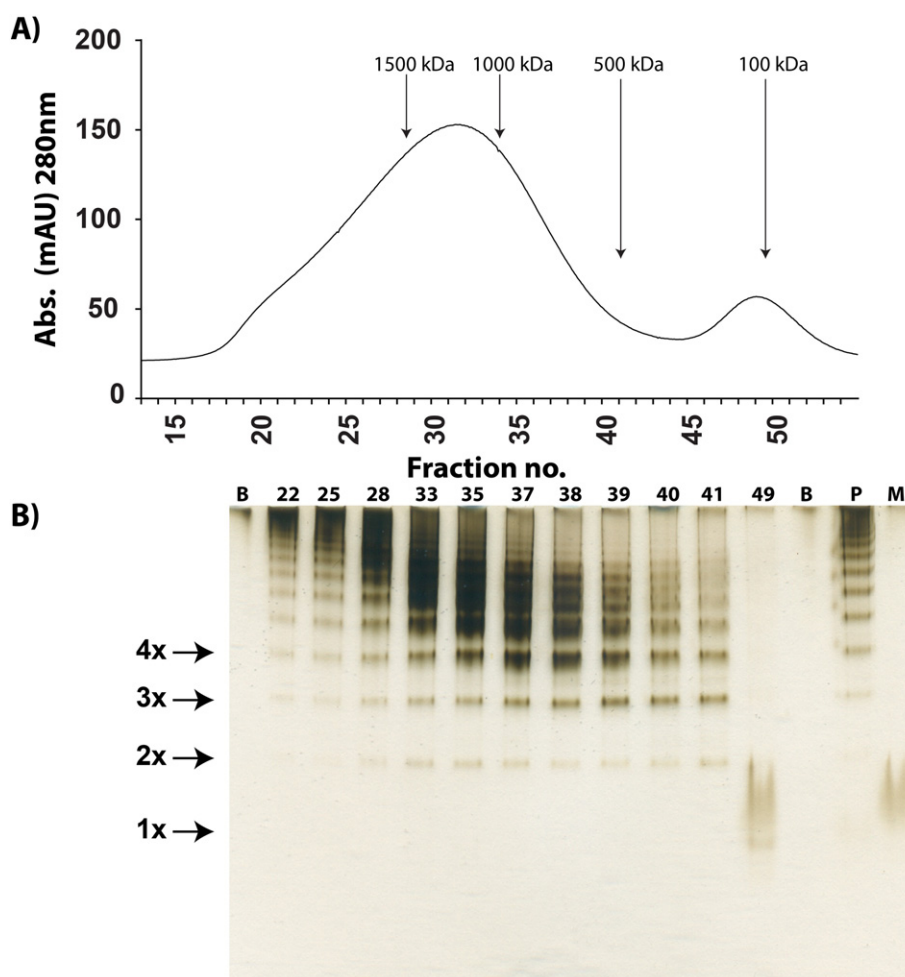 A)
200
150
100
50
0
Abs. (mAU) 280nm
1500 kDa 1000 kDa 500 kDa 100 kDa
15 20 25 30 35 40 45 50
Fraction no.
B)
B 22 25 28 33 35 37 38 39 40 41 49 B P M
4x
3x
2x
1x